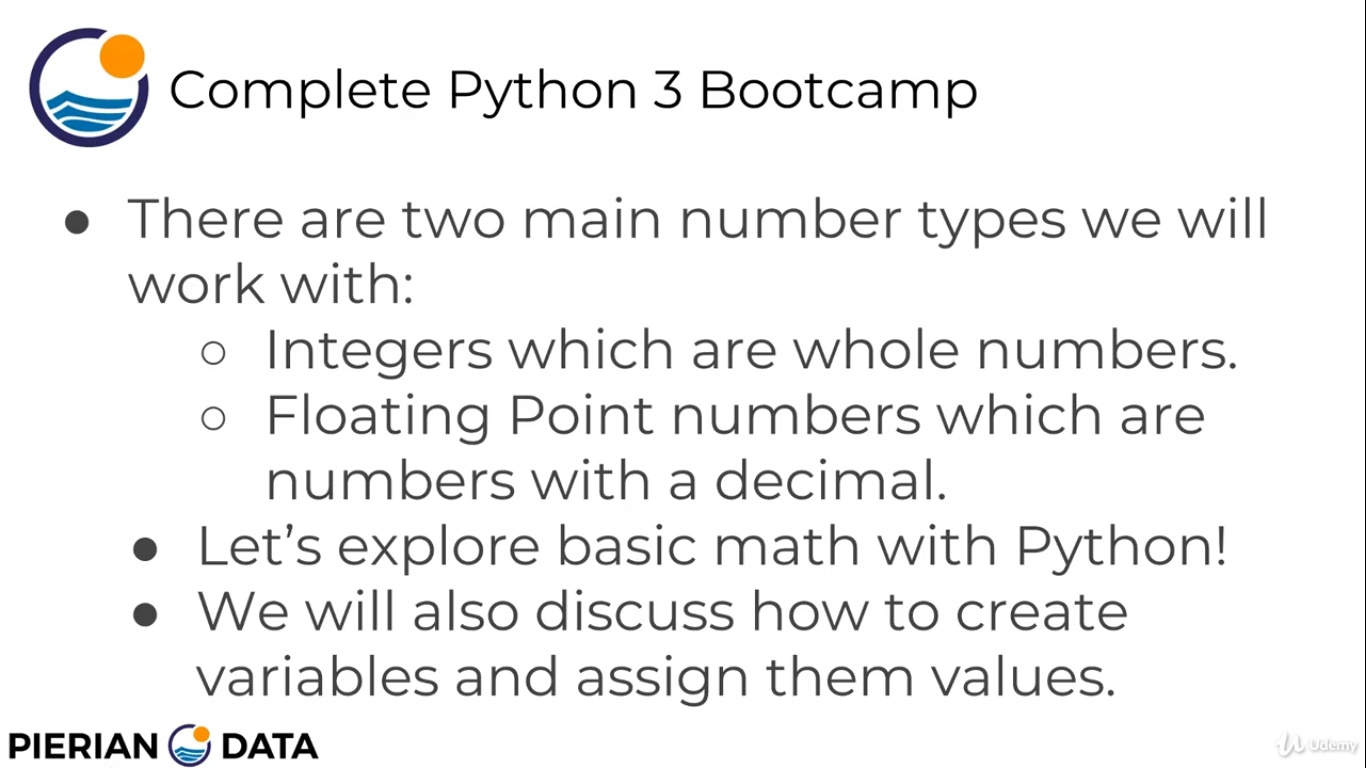 Complete Python 3 Bootcamp
● There are two main number types we will
work with:
○ Integers which are whole numbers.
○ Floating Point numbers which are
numbers with a decimal.
● Let’s explore basic math with Python!
● We will also discuss how to create
variables and assign them values.
PIERIAN DATA
Udemy